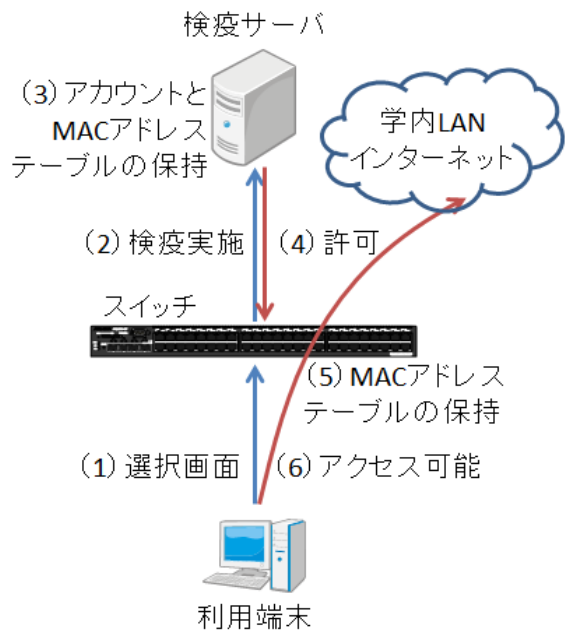 検疫サーバ
(3) アカウントと
MACアドレス
テーブルの保持
学内LAN
インターネット
(2) 検疫実施
(4) 許可
スイッチ
(5) MACアドレス
テーブルの保持
(1) 選択画面
(6) アクセス可能
利用端末